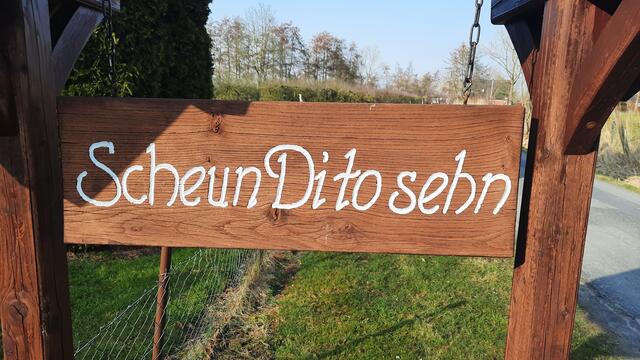 Scheun Di to sehn